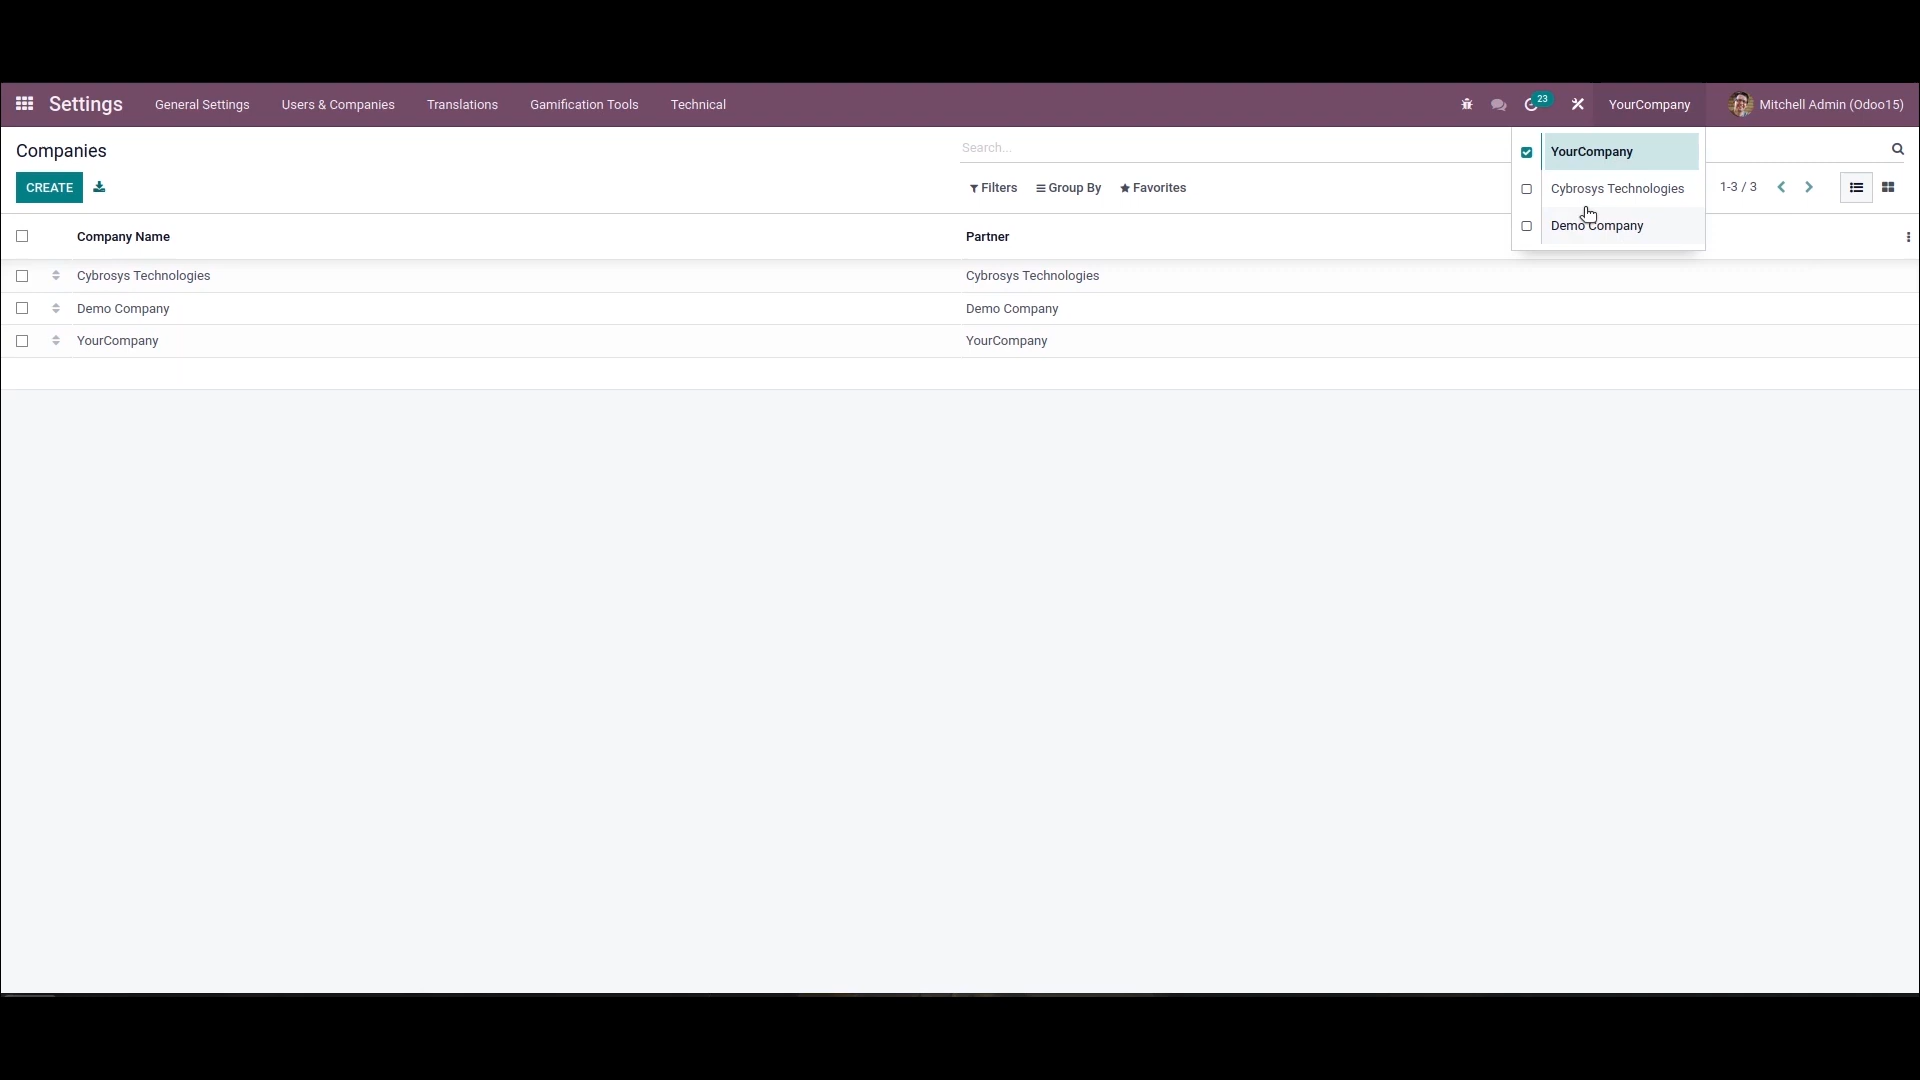 Settings General Settings Users & Companies Translations Gamification Tools Technical 23 YourCompany Mitchell Admin (Odoo15)
Companies Search... YourCompany
CREATE Filters Group By Favorites Cybrosys Technologies 1-3 / 3
Demo Company
Company Name Partner
Cybrosys Technologies Cybrosys Technologies
Demo Company Demo Company
YourCompany YourCompany